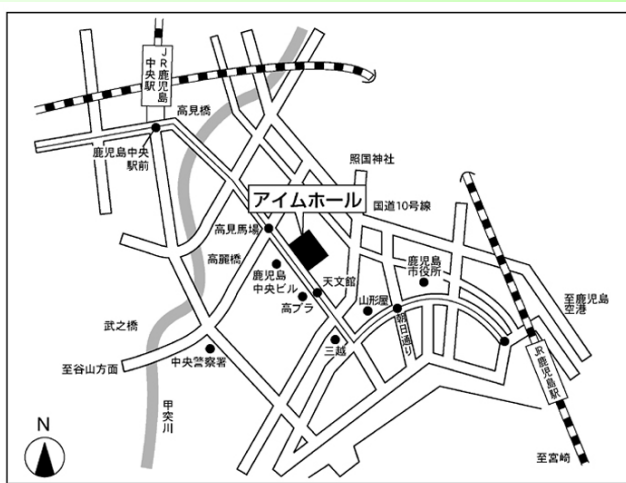 JR鹿児島
中央駅
高見橋
鹿児島中央
駅前
照国神社
アイムホール
国道10号線
高見馬場
高麗橋
鹿児島
中央ビル
天文館
高プラ
鹿児島
市役所
山形屋
朝日通り
至鹿児島
空港
武之橋
三越
中央警察署
至谷山方面
JR鹿児島駅
甲突川
N
至宮崎